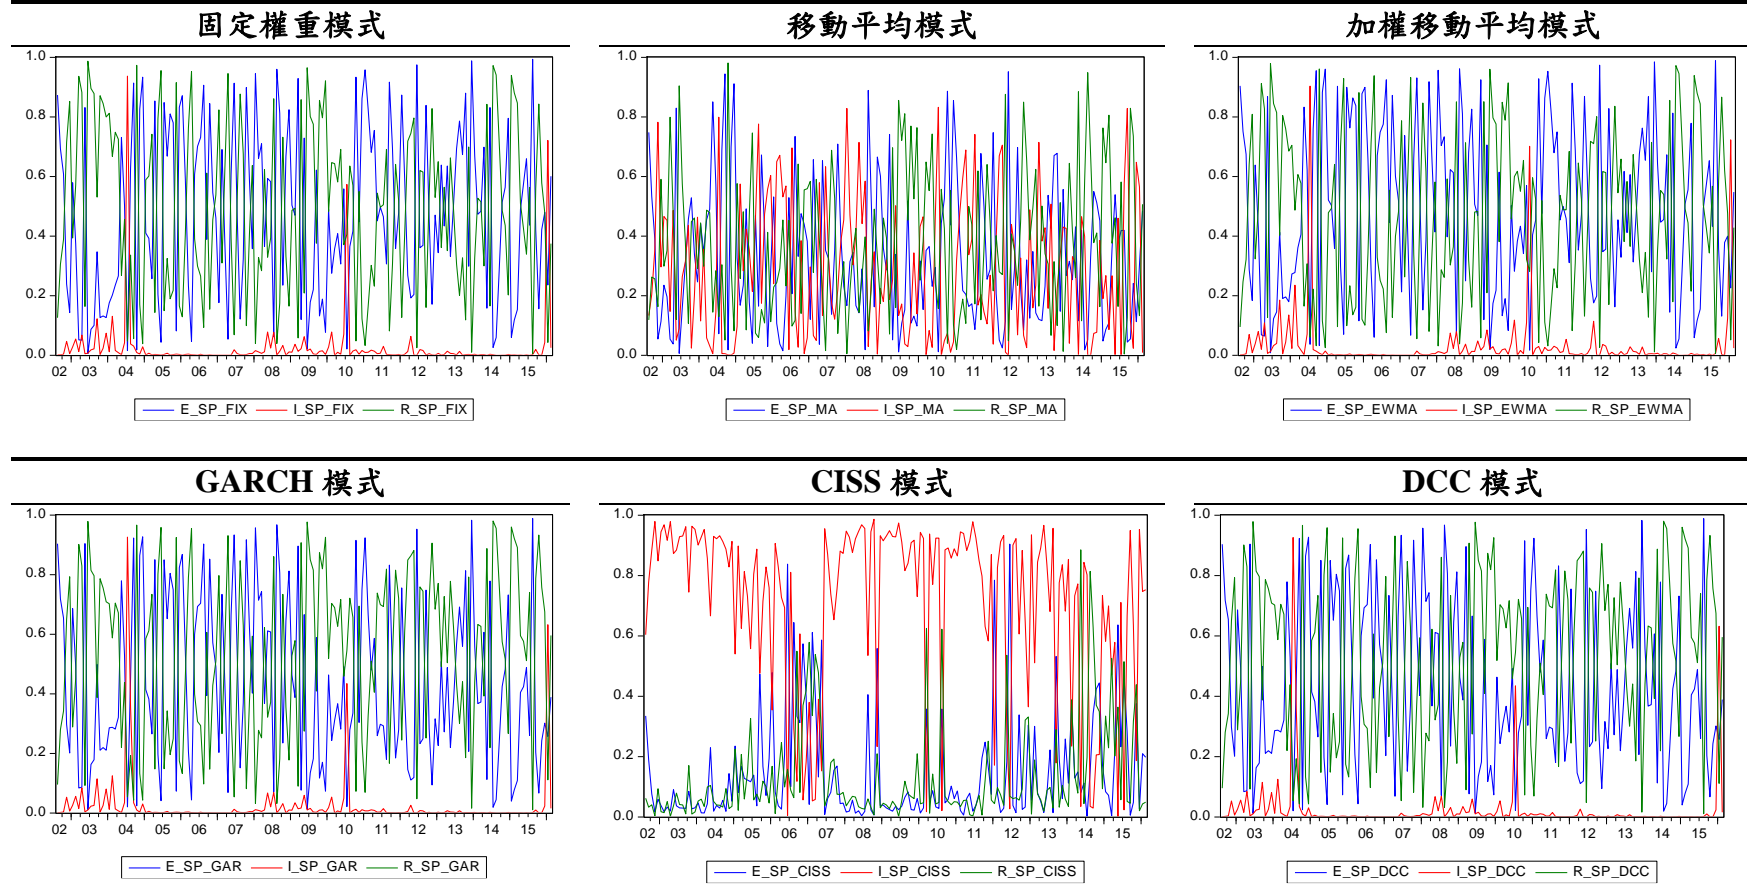 固定權重模式
移動平均模式
加權移動平均模式
1.0
0.8
0.6
0.4
0.2
0.0
02 03 04 05 06 07 08 09 10 11 12 13 14 15
E_SP_FIX I_SP_FIX R_SP_FIX
1.0
0.8
0.6
0.4
0.2
0.0
02 03 04 05 06 07 08 09 10 11 12 13 14 15
E_SP_MA I_SP_MA R_SP_MA
1.0
0.8
0.6
0.4
0.2
0.0
02 03 04 05 06 07 08 09 10 11 12 13 14 15
E_SP_EWMA I_SP_EWMA R_SP_EWMA
GARCH 模式
CISS 模式
DCC 模式
1.0
0.8
0.6
0.4
0.2
0.0
02 03 04 05 06 07 08 09 10 11 12 13 14 15
E_SP_GAR I_SP_GAR R_SP_GAR
1.0
0.8
0.6
0.4
0.2
0.0
02 03 04 05 06 07 08 09 10 11 12 13 14 15
E_SP_CISS I_SP_CISS R_SP_CISS
1.0
0.8
0.6
0.4
0.2
0.0
02 03 04 05 06 07 08 09 10 11 12 13 14 15
E_SP_DCC I_SP_DCC R_SP_DCC